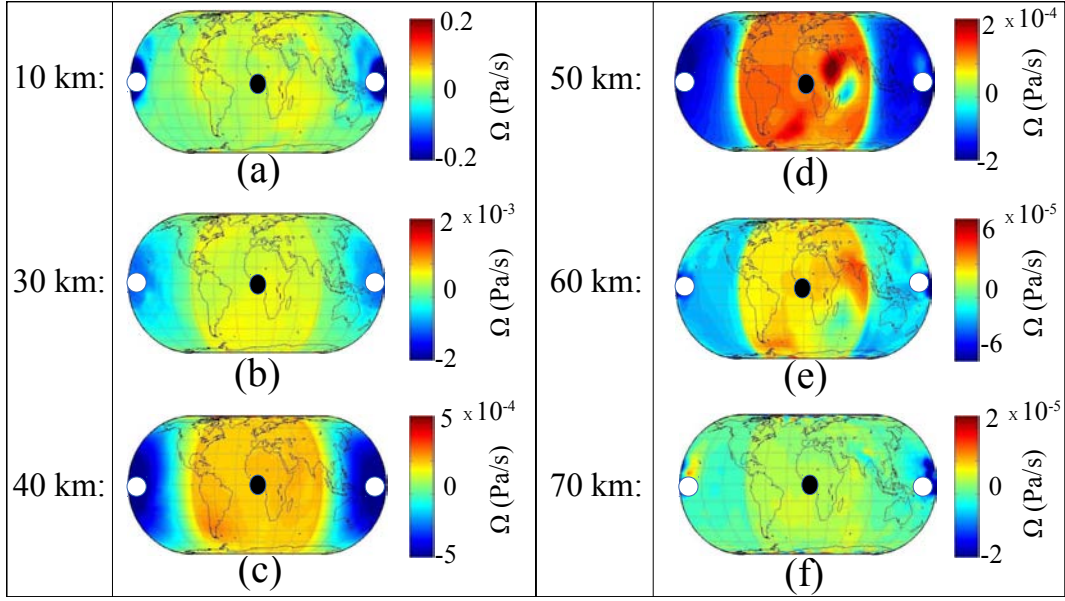 10 km:
0.2
0
-0.2
Ω (Pa/s)
(a)
30 km:
2 x 10-3
0
-2
Ω (Pa/s)
(b)
40 km:
5 x 10-4
0
-5
Ω (Pa/s)
(c)
50 km:
2 x 10-4
0
-2
Ω (Pa/s)
(d)
60 km:
6 x 10-5
0
-6
Ω (Pa/s)
(e)
70 km:
2 x 10-5
0
-2
Ω (Pa/s)
(f)